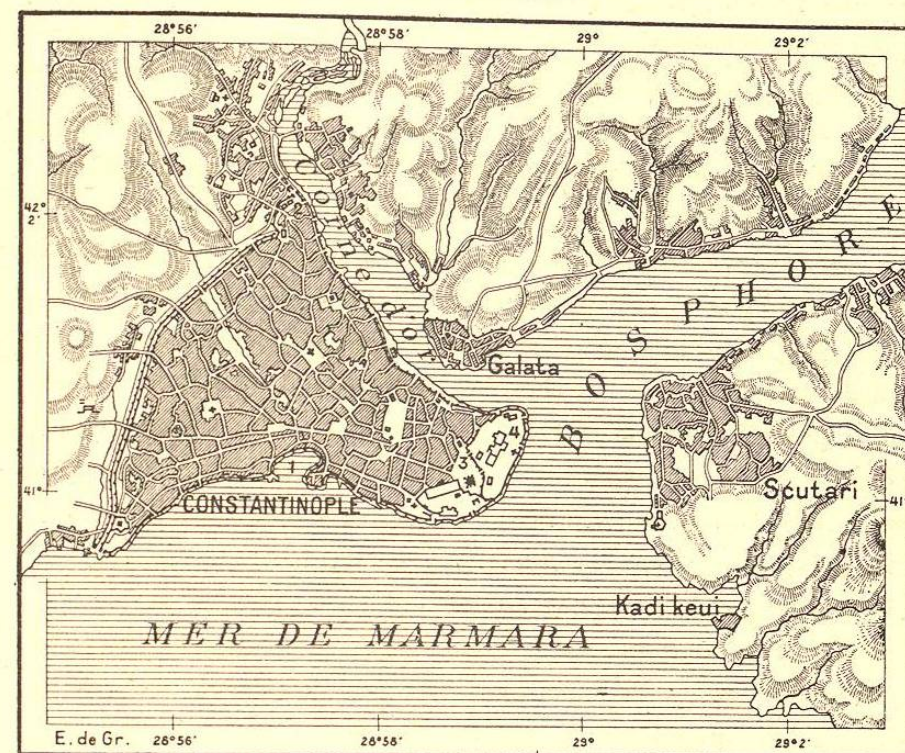 28°56' 28°58' 29° 29°2'
42° 2'
Corne d'or
BOSPHORE
Galata
4
3
1
41°
CONSTANTINOPLE
Scutari
41
Kadi keui
MER DE MARMARA
E. de Gr.
28°56' 28°58' 29° 29°2'